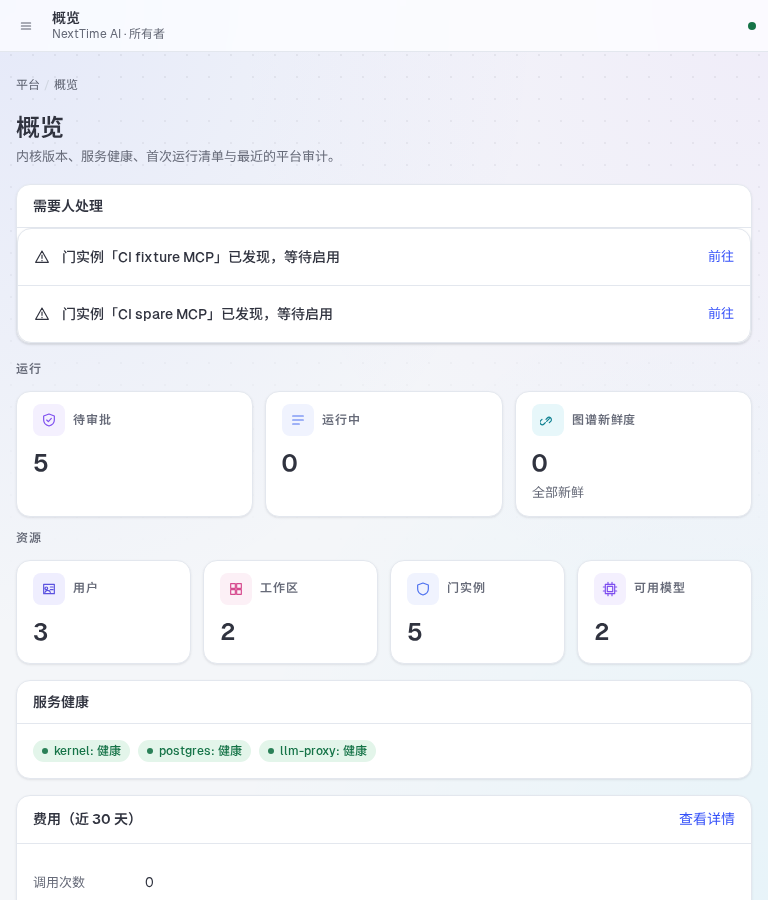 概览
NextTime AI · 所有者
平台 / 概览
概览
内核版本、服务健康、首次运行清单与最近的平台审计。
需要人处理
门实例「CI fixture MCP」已发现，等待启用 前往
门实例「CI spare MCP」已发现，等待启用 前往
运行
待审批 运行中 图谱新鲜度
5 0 0
全部新鲜
资源
用户 工作区 门实例 可用模型
3 2 5 2
服务健康
kernel: 健康 postgres: 健康 llm-proxy: 健康
费用（近 30 天） 查看详情
调用次数 0